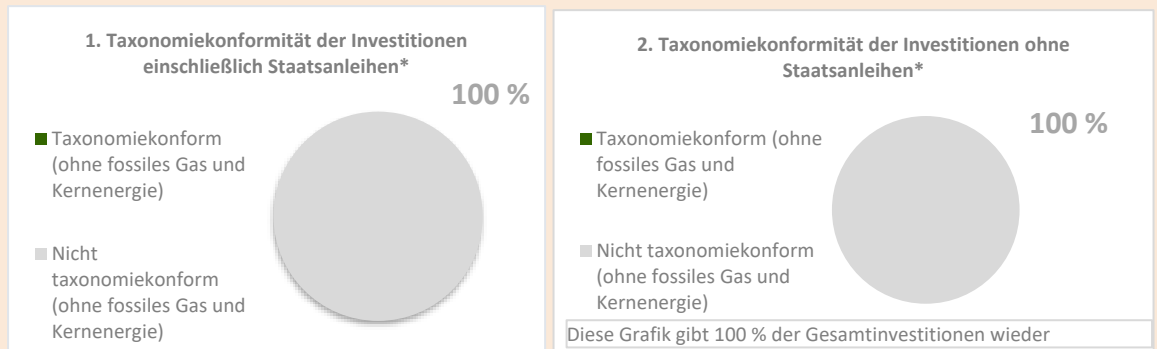 1. Taxonomiekonformität der Investitionen
einschließlich Staatsanleihen*
100 %
Taxonomiekonform
(ohne fossiles Gas und
Kernenergie)
Nicht
taxonomiekonform
(ohne fossiles Gas und
Kernenergie)
2. Taxonomiekonformität der Investitionen ohne
Staatsanleihen*
100 %
Taxonomiekonform (ohne
fossiles Gas und
Kernenergie)
Nicht taxonomiekonform
(ohne fossiles Gas und
Kernenergie)
Diese Grafik gibt 100 % der Gesamtinvestitionen wieder